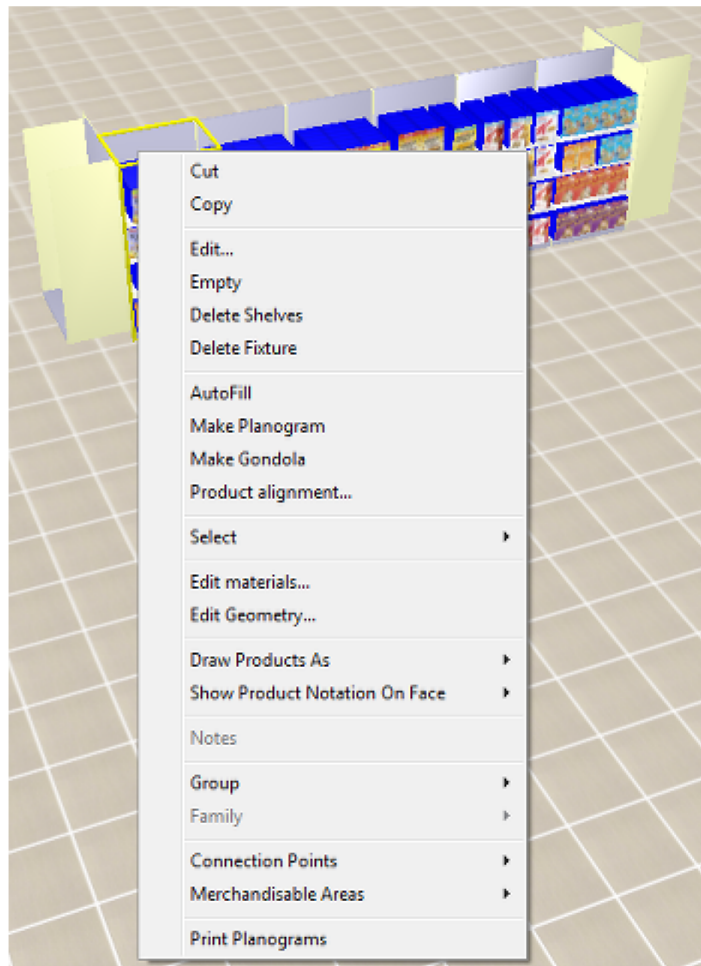 Cut
Copy
Edit...
Empty
Delete Shelves
Delete Fixture
AutoFill
Make Planogram
Make Gondola
Product alignment...
Select
Edit materials...
Edit Geometry...
Draw Products As
Show Product Notation On Face
Notes
Group
Family
Connection Points
Merchandisable Areas
Print Planograms